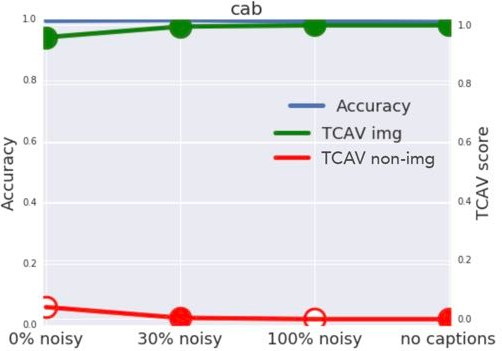 cab
1.0
0.8
0.6
0.4
0.2
0.0
Accuracy
Accuracy
TCAV img
TCAV non-img
1.0
0.8
0.6
0.4
0.2
0.0
TCAV score
0% noisy 30% noisy 100% noisy no captions